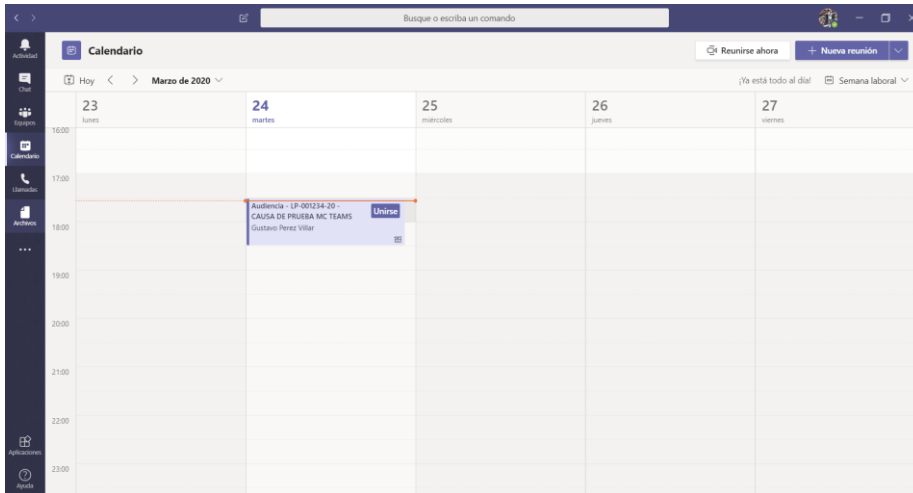 Busque o escriba un comando
Actividad
Chat
Equipos
Calendario
Llamadas
Archivos
Aplicaciones
Ayuda
Calendario
Reunirse ahora
+ Nueva reunión
Hoy
Marzo de 2020
¡Ya está todo al día!
Semana laboral
23
lunes
24
martes
25
miércoles
26
jueves
27
viernes
16:00
17:00
Audiencia - LP-001234-20 -
CAUSA DE PRUEBA MC TEAMS
Unirse
Gustavo Perez Villar
18:00
19:00
20:00
21:00
22:00
23:00